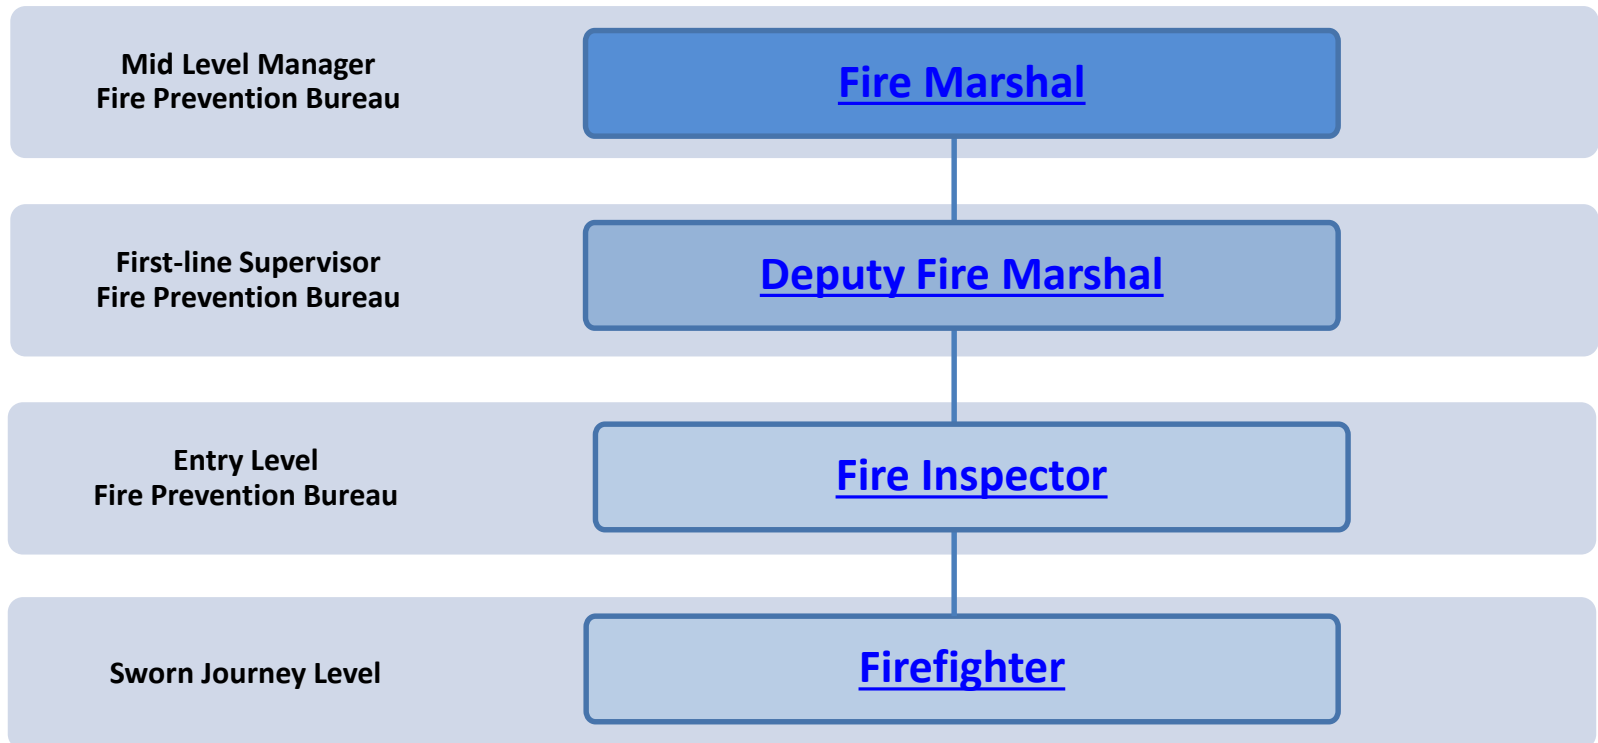 Mid Level Manager
Fire Prevention Bureau
Fire Marshal
First-line Supervisor
Fire Prevention Bureau
Deputy Fire Marshal
Entry Level
Fire Prevention Bureau
Fire Inspector
Sworn Journey Level
Firefighter